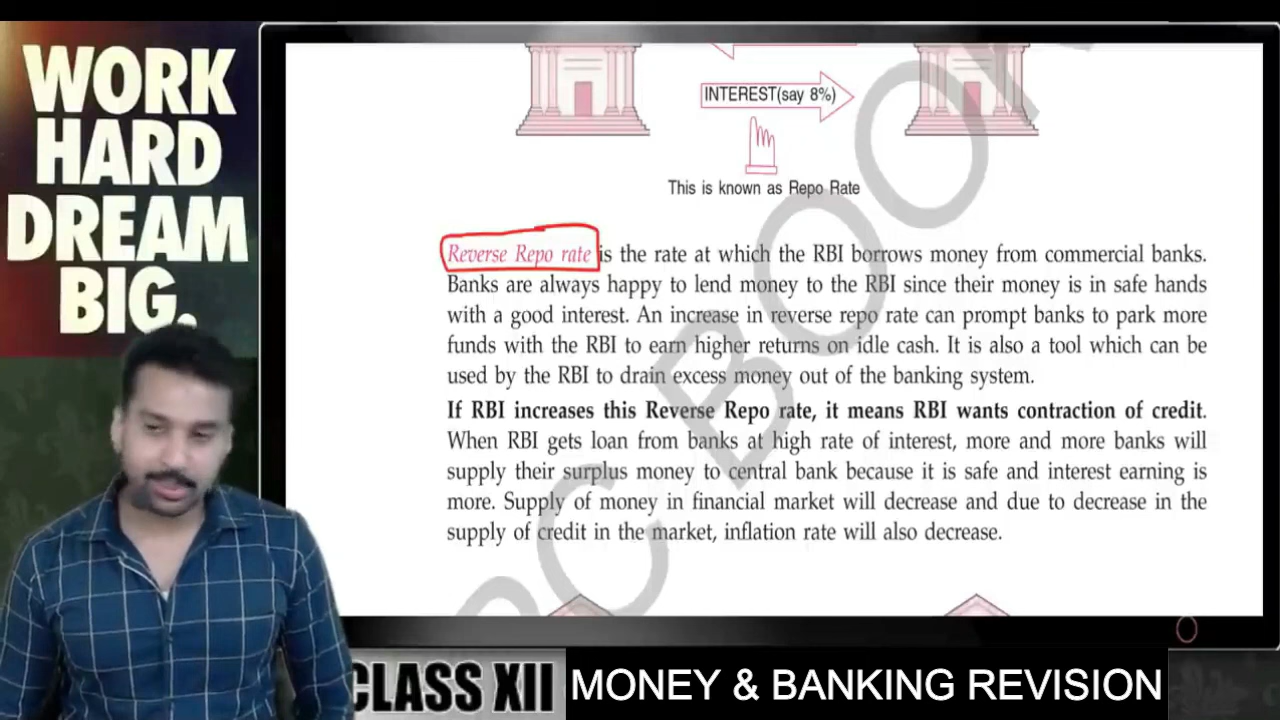 WORK
HARD
DREAM
BIG.
INTEREST(say 8%)
This is known as Repo Rate
Reverse Repo rate is the rate at which the RBI borrows money from commercial banks.
Banks are always happy to lend money to the RBI since their money is in safe hands
with a good interest. An increase in reverse repo rate can prompt banks to park more
funds with the RBI to earn higher returns on idle cash. It is also a tool which can be
used by the RBI to drain excess money out of the banking system.
If RBI increases this Reverse Repo rate, it means RBI wants contraction of credit.
When RBI gets loan from banks at high rate of interest, more and more banks will
supply their surplus money to central bank because it is safe and interest earning is
more. Supply of money in financial market will decrease and due to decrease in the
supply of credit in the market, inflation rate will also decrease.
CLASS XII MONEY & BANKING REVISION